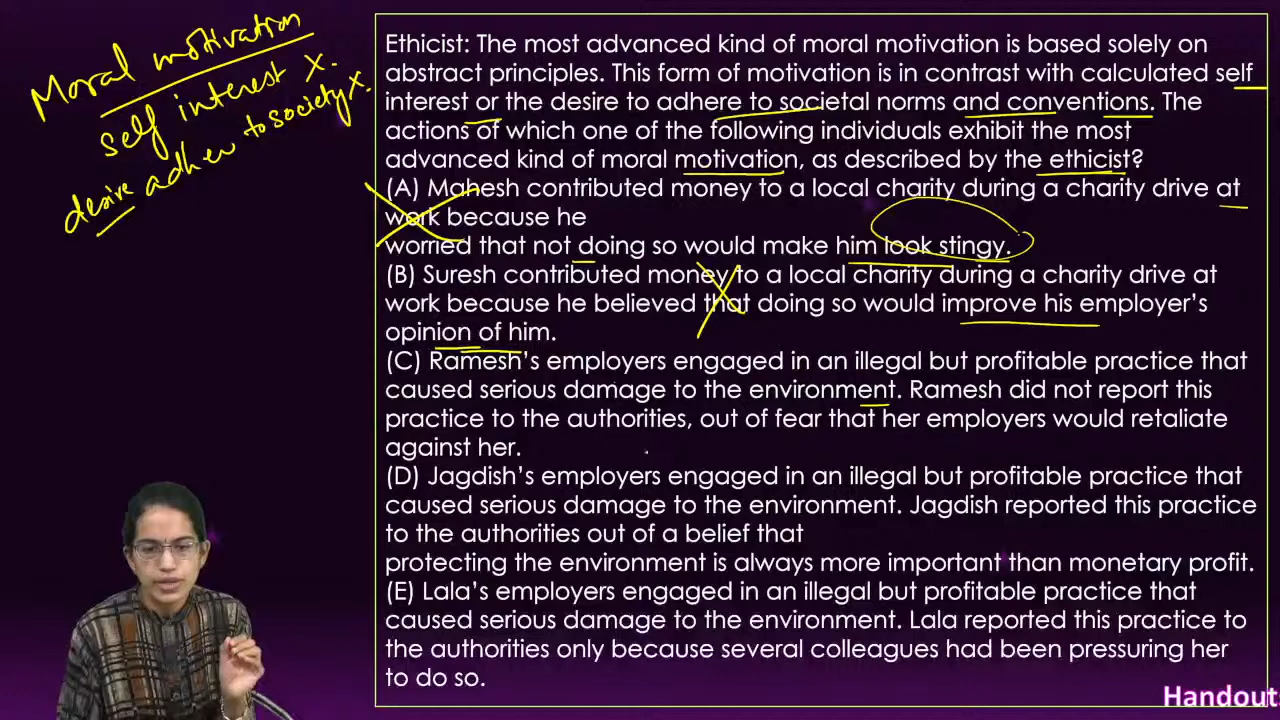 Moral motivation
self interest X.
desire adher to society X.
Ethicist: The most advanced kind of moral motivation is based solely on
abstract principles. This form of motivation is in contrast with calculated self
interest or the desire to adhere to societal norms and conventions. The
actions of which one of the following individuals exhibit the most
advanced kind of moral motivation, as described by the ethicist?
(A) Mahesh contributed money to a local charity during a charity drive at
work because he
worried that not doing so would make him look stingy.
(B) Suresh contributed money to a local charity during a charity drive at
work because he believed that doing so would improve his employer's
opinion of him.
(C) Ramesh's employers engaged in an illegal but profitable practice that
caused serious damage to the environment. Ramesh did not report this
practice to the authorities, out of fear that her employers would retaliate
against her.
(D) Jagdish's employers engaged in an illegal but profitable practice that
caused serious damage to the environment. Jagdish reported this practice
to the authorities out of a belief that
protecting the environment is always more important than monetary profit.
(E) Lala's employers engaged in an illegal but profitable practice that
caused serious damage to the environment. Lala reported this practice to
the authorities only because several colleagues had been pressuring her
to do so.
Handout